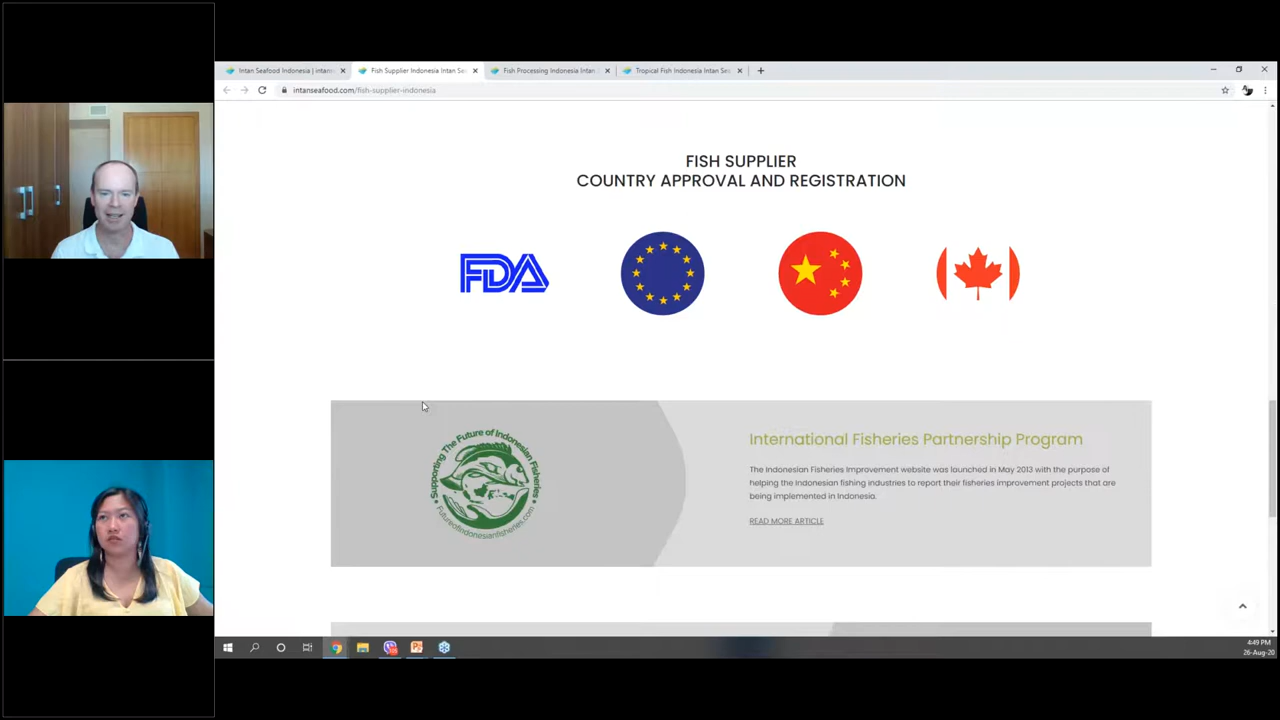 Intan Seafood Indonesia | intans
Fish Supplier Indonesia Intan Se
Fish Processing Indonesia Intan
Tropical Fish Indonesia Intan Se
intanseafood.com/fish-supplier-indonesia
FISH SUPPLIER
COUNTRY APPROVAL AND REGISTRATION
FDA
Supporting The Future of Indonesian Fisheries
Futureofindonesianfisheries.com
International Fisheries Partnership Program
The Indonesian Fisheries Improvement website was launched in May 2013 with the purpose of
helping the Indonesian fishing industries to report their fisheries improvement projects that are
being implemented in Indonesia.
READ MORE ARTICLE
4:49 PM
26-Aug-20